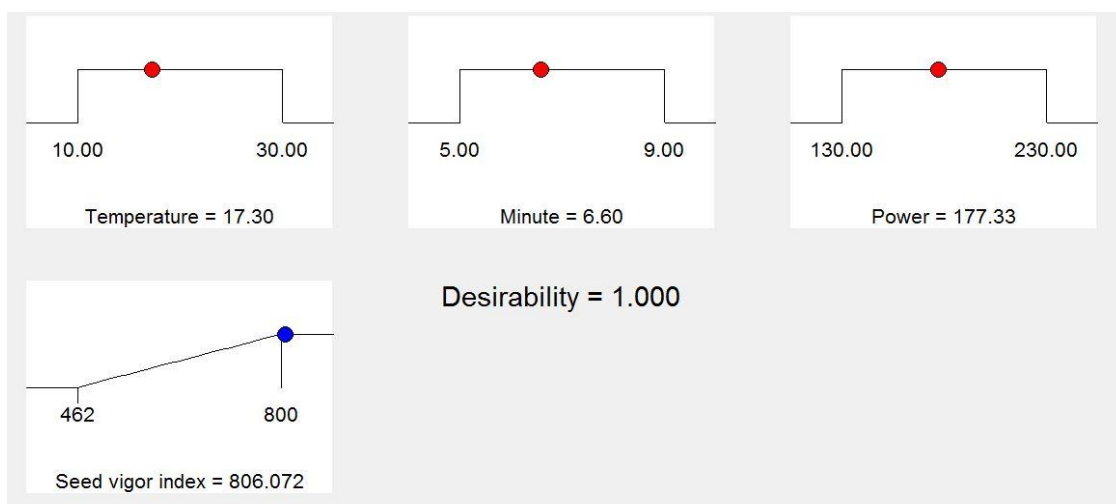 10.00 30.00
Temperature = 17.30
5.00 9.00
Minute = 6.60
130.00 230.00
Power = 177.33
462 800
Seed vigor index = 806.072
Desirability = 1.000